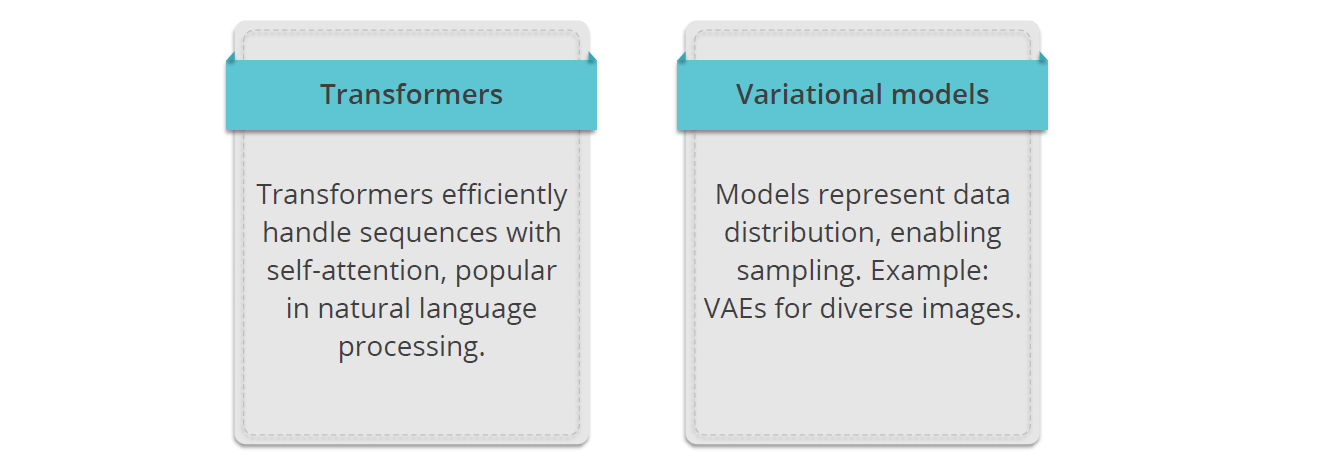 Transformers
Transformers efficiently
handle sequences with
self-attention, popular
in natural language
processing.
Variational models
Models represent data
distribution, enabling
sampling. Example:
VAEs for diverse images.